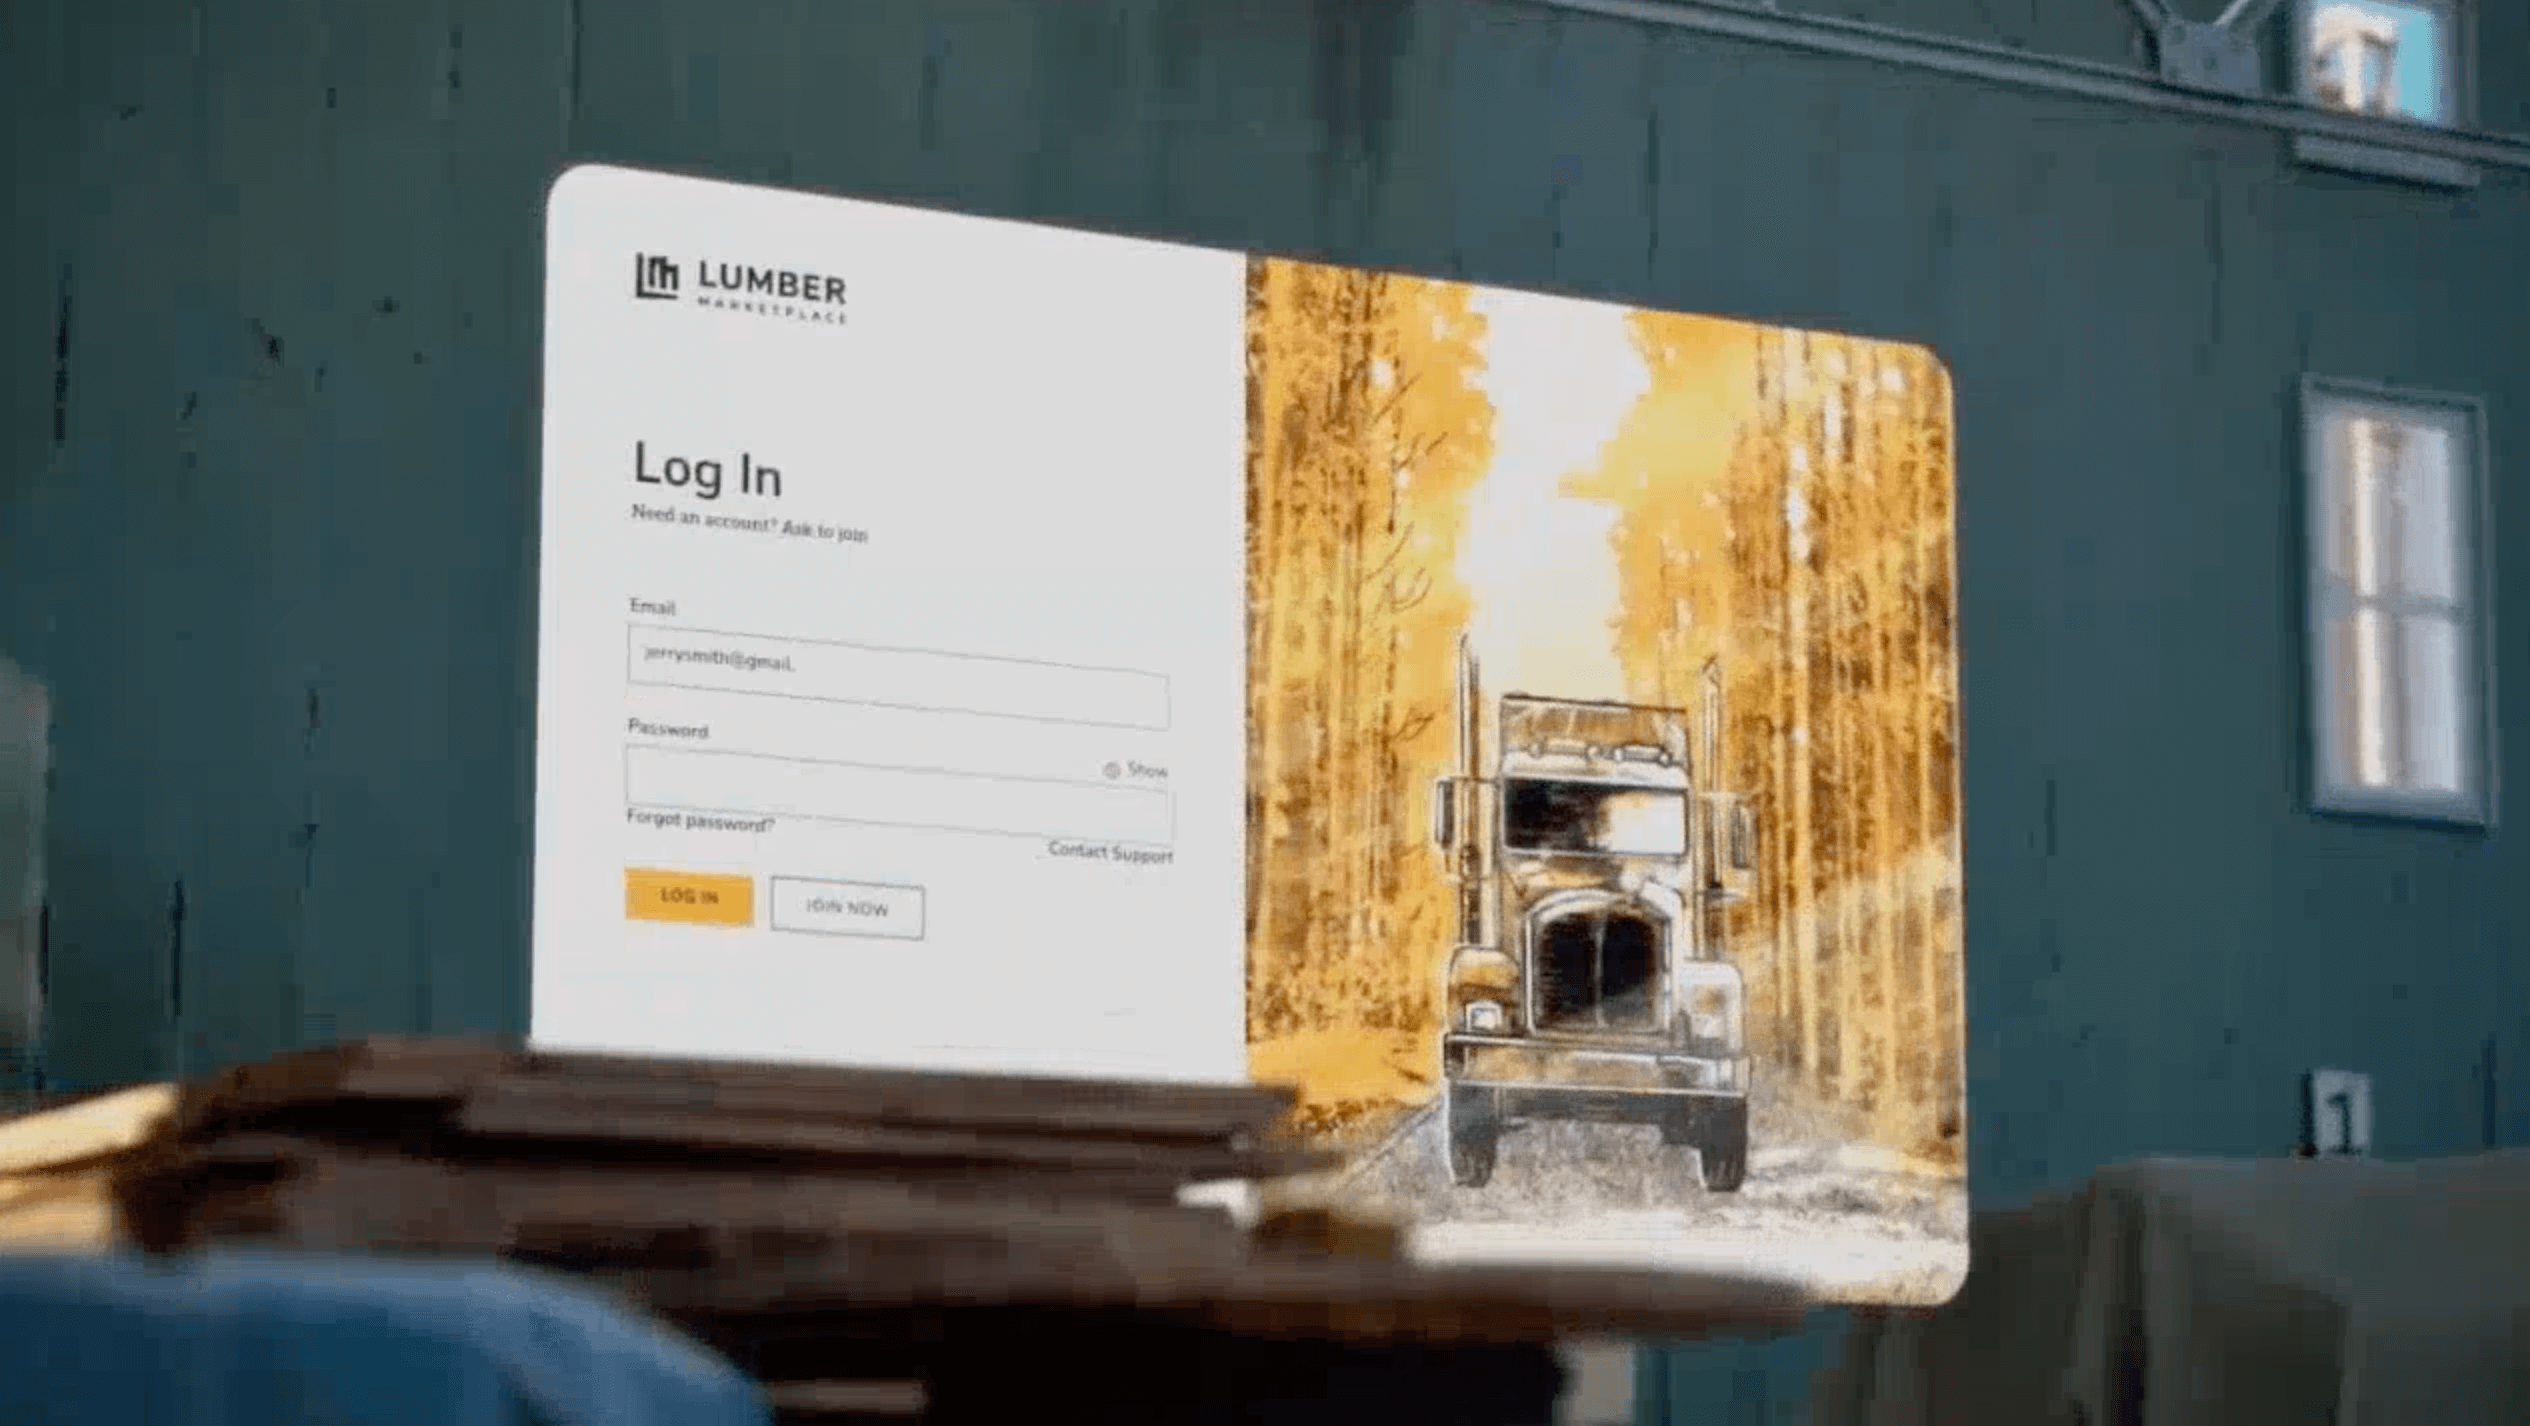 LUMBER
MARKETPLACE
Log In
Need an account? Ask to join
Email
jerrysmith@gmail.
Password
Show
Forgot password?
Contact Support
LOG IN
JOIN NOW
1